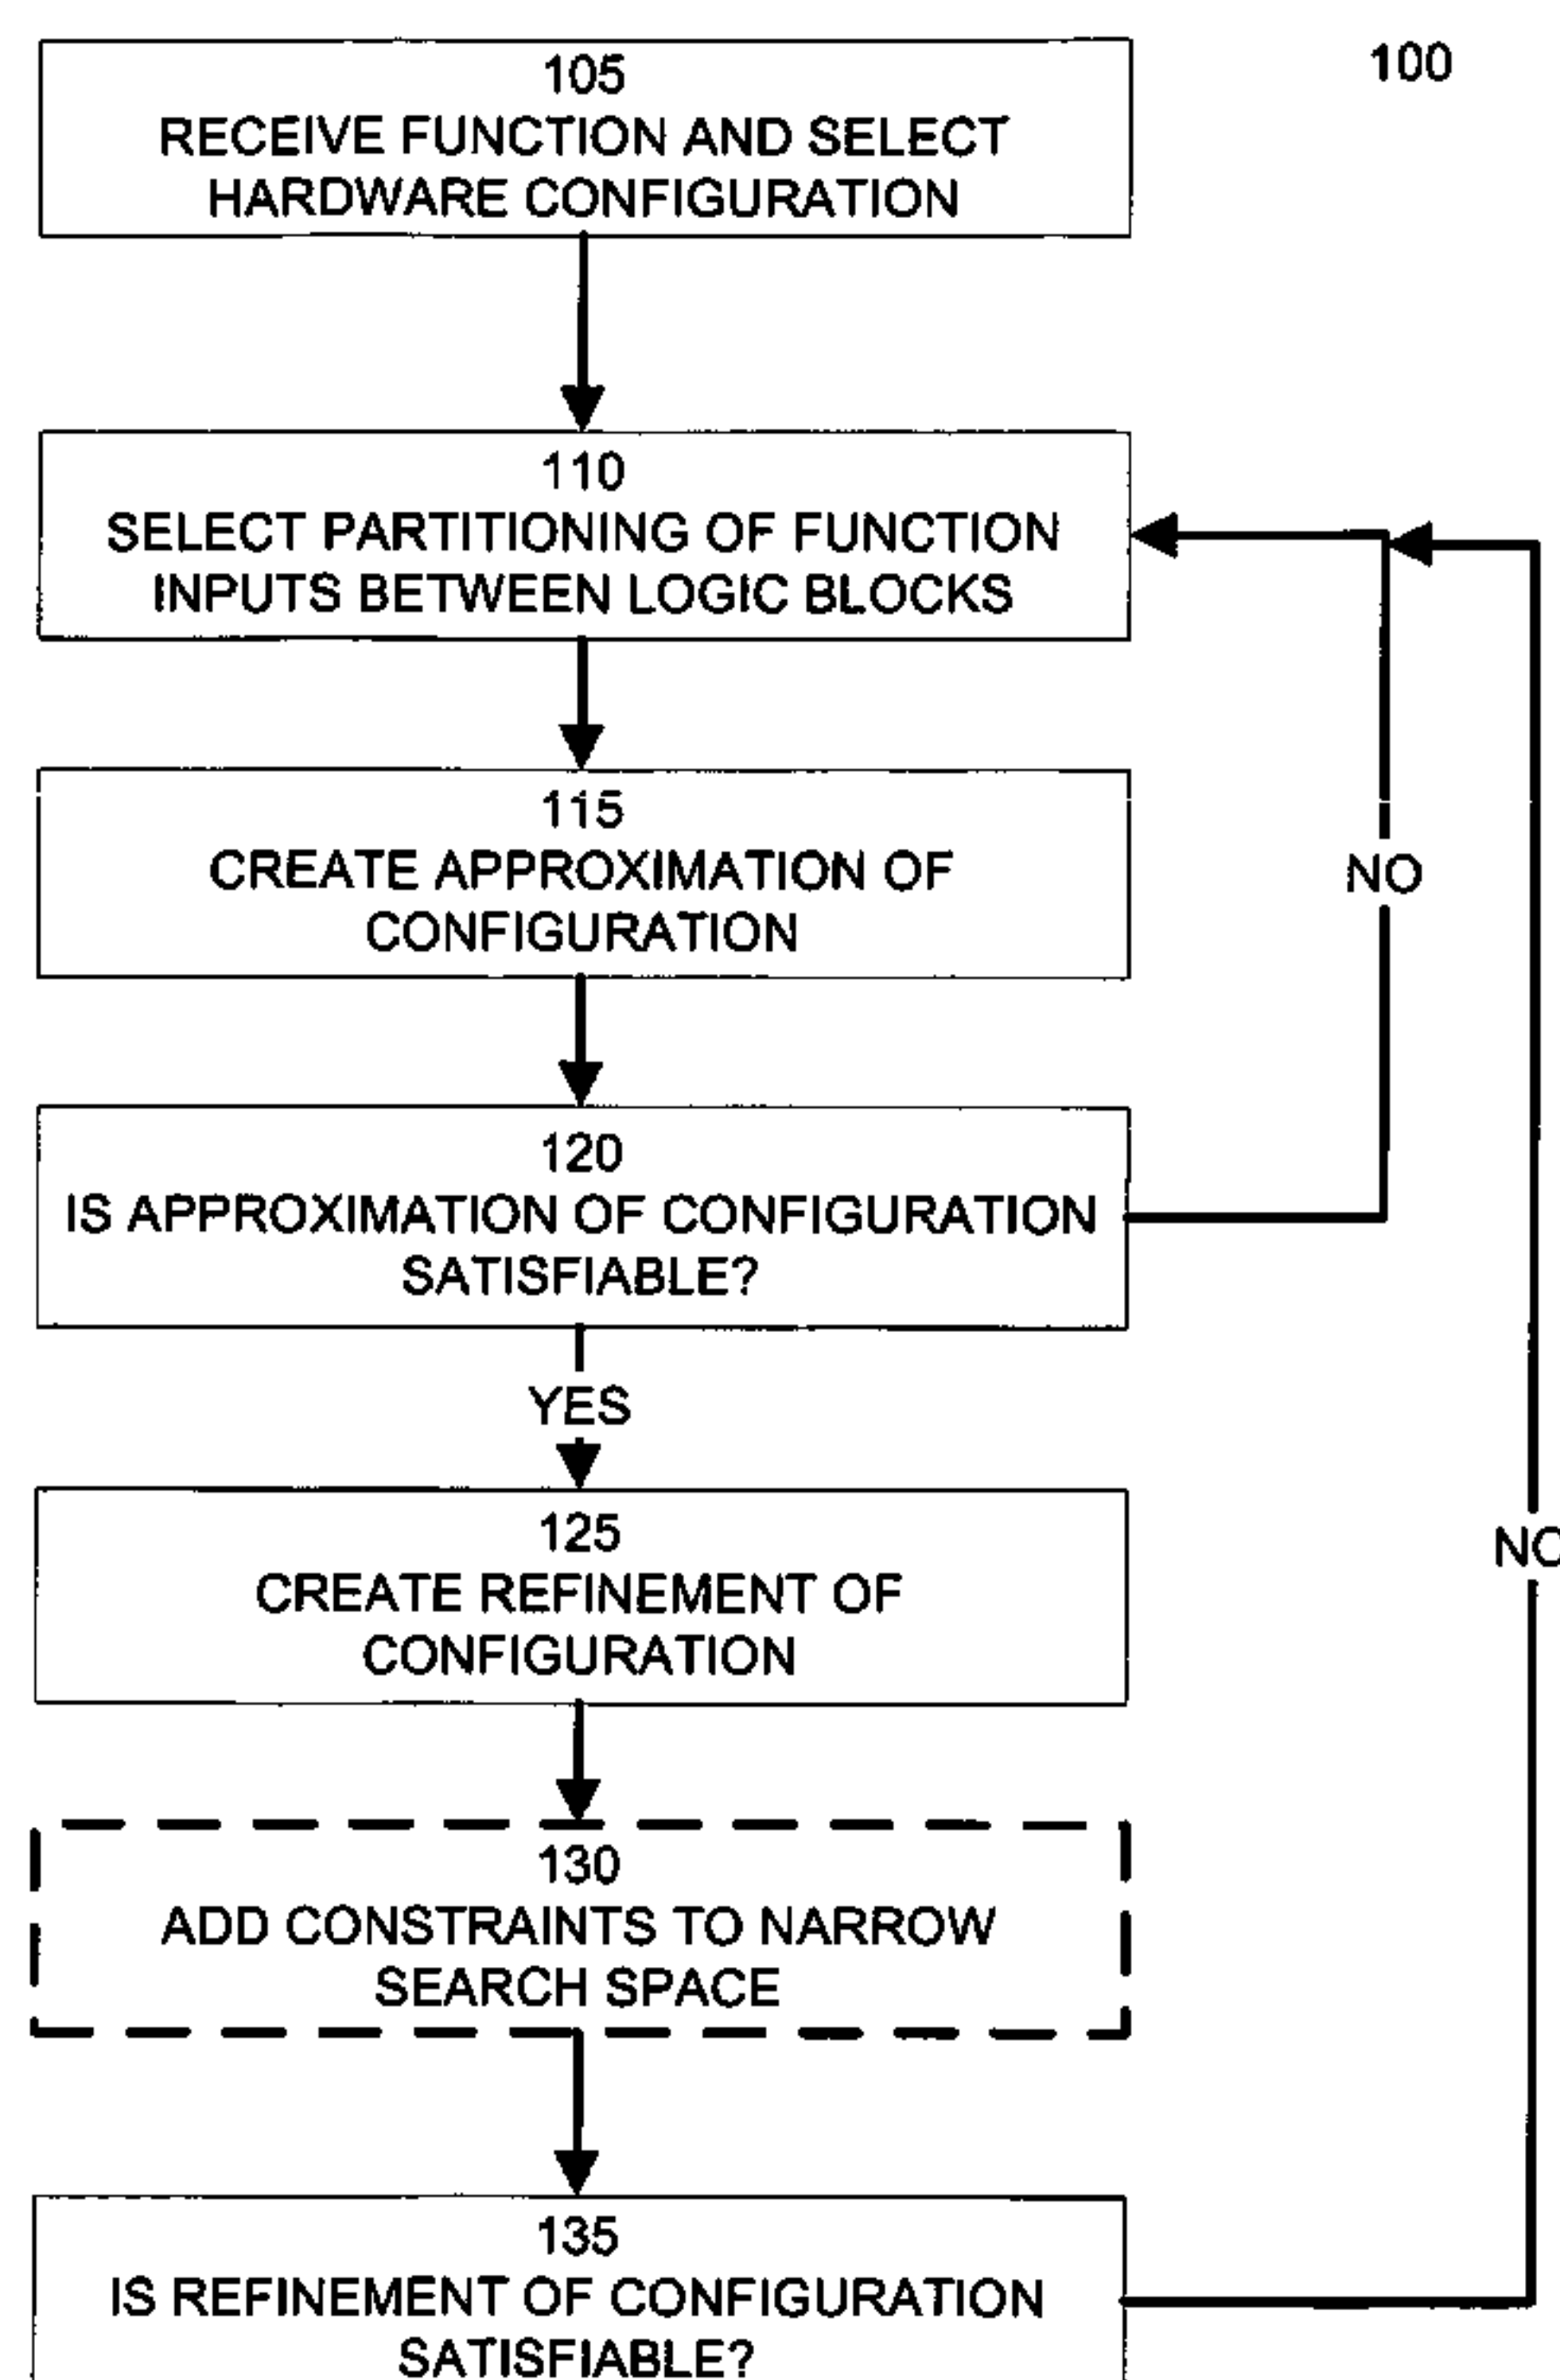 100
105
RECEIVE FUNCTION AND SELECT
HARDWARE CONFIGURATION
110
SELECT PARTITIONING OF FUNCTION
INPUTS BETWEEN LOGIC BLOCKS
115
CREATE APPROXIMATION OF
CONFIGURATION
NO
120
IS APPROXIMATION OF CONFIGURATION
SATISFIABLE?
YES
125
CREATE REFINEMENT OF
CONFIGURATION
NO
130
ADD CONSTRAINTS TO NARROW
SEARCH SPACE
135
IS REFINEMENT OF CONFIGURATION
SATISFIABLE?